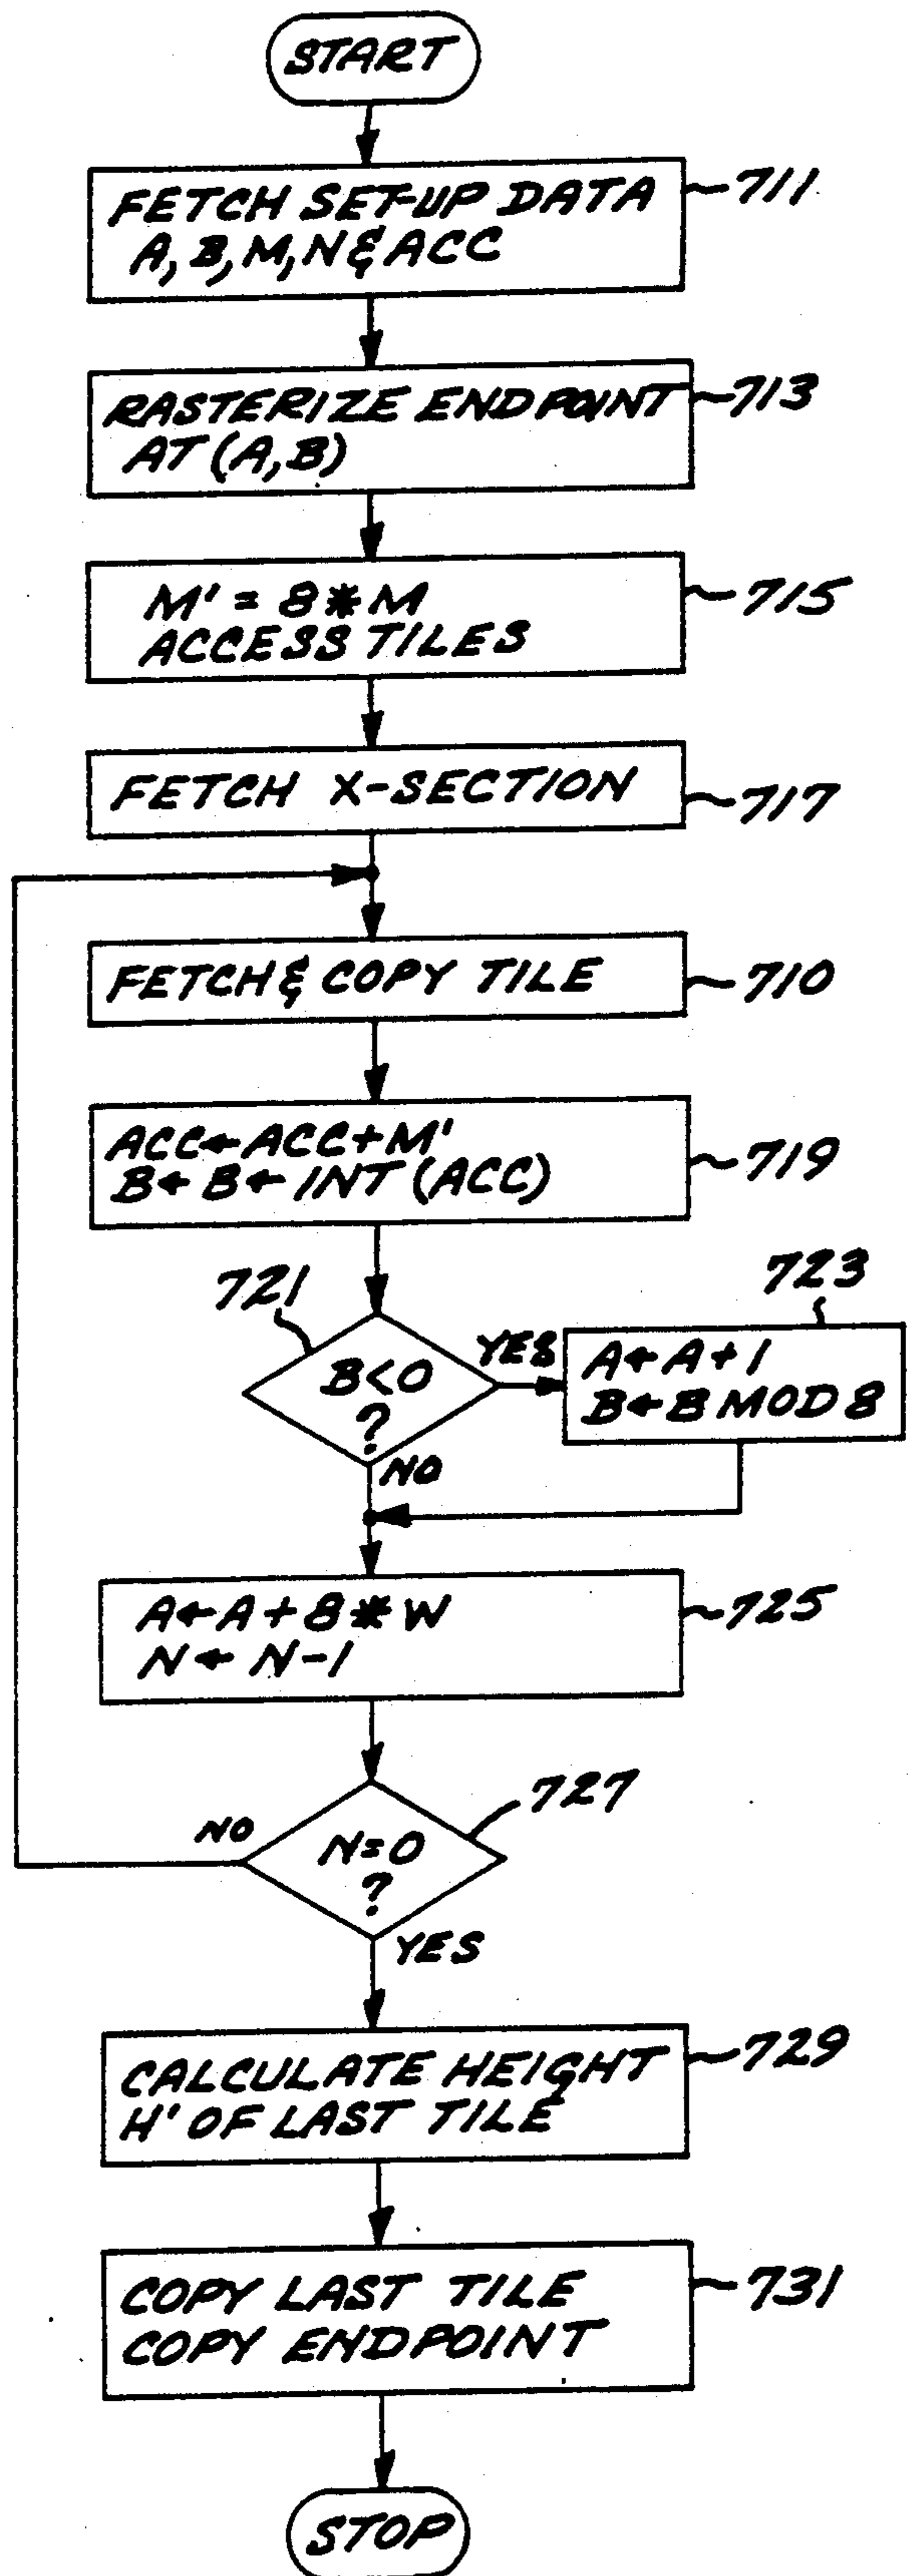 START
FETCH SET-UP DATA
A, B, M, N & ACC
711
RASTERIZE ENDPOINT
AT (A, B)
713
M' = 8 * M
ACCESS TILES
715
FETCH X-SECTION
717
FETCH & COPY TILE
710
ACC ← ACC + M'
B ← B ← INT (ACC)
719
721
723
B < 0
?
YES
A ← A + 1
B ← B MOD 8
NO
A ← A + 8 * W
N ← N - 1
725
727
NO
N = 0
?
YES
CALCULATE HEIGHT
H' OF LAST TILE
729
COPY LAST TILE
COPY ENDPOINT
731
STOP